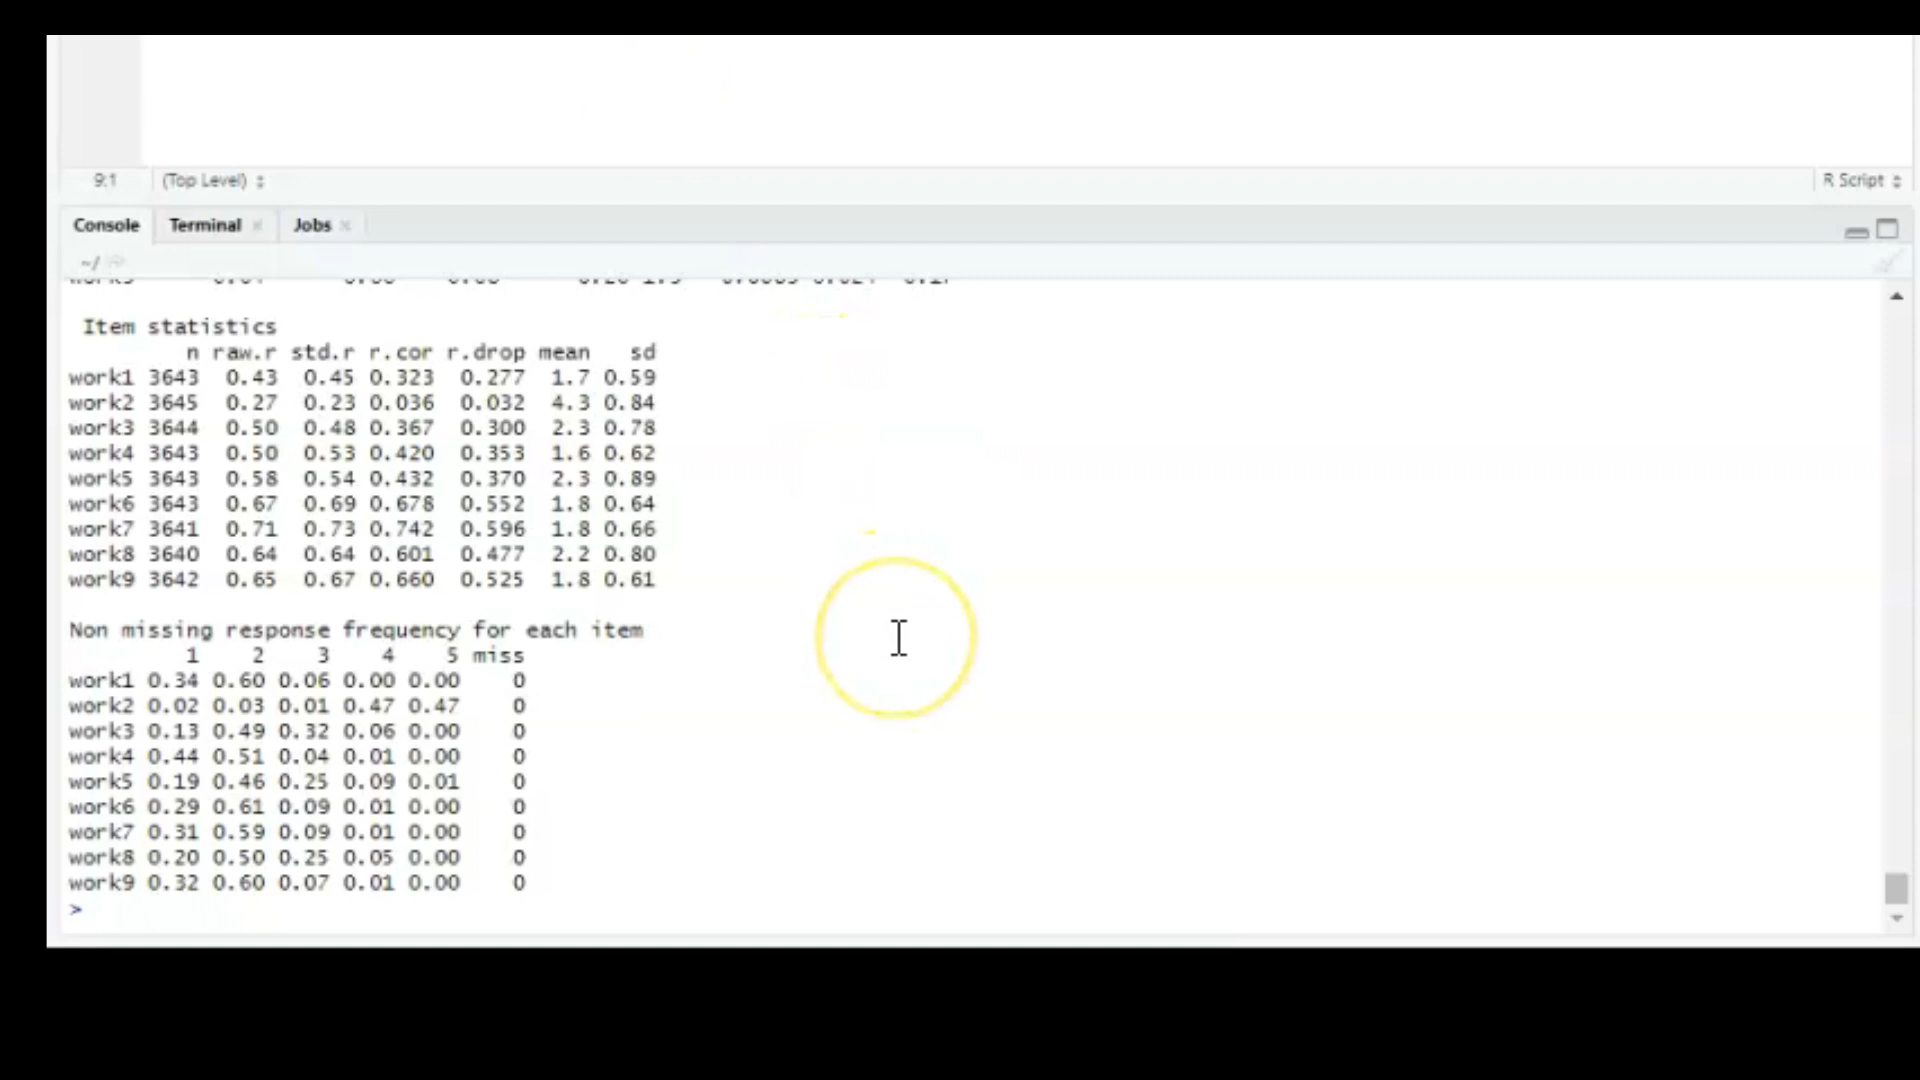 9:1 (Top Level) R Script
Console Terminal Jobs
~/
Item statistics
n raw.r std.r r.cor r.drop mean sd
work1 3643 0.43 0.45 0.323 0.277 1.7 0.59
work2 3645 0.27 0.23 0.036 0.032 4.3 0.84
work3 3644 0.50 0.48 0.367 0.300 2.3 0.78
work4 3643 0.50 0.53 0.420 0.353 1.6 0.62
work5 3643 0.58 0.54 0.432 0.370 2.3 0.89
work6 3643 0.67 0.69 0.678 0.552 1.8 0.64
work7 3641 0.71 0.73 0.742 0.596 1.8 0.66
work8 3640 0.64 0.64 0.601 0.477 2.2 0.80
work9 3642 0.65 0.67 0.660 0.525 1.8 0.61
Non missing response frequency for each item
1 2 3 4 5 miss
work1 0.34 0.60 0.06 0.00 0.00 0
work2 0.02 0.03 0.01 0.47 0.47 0
work3 0.13 0.49 0.32 0.06 0.00 0
work4 0.44 0.51 0.04 0.01 0.00 0
work5 0.19 0.46 0.25 0.09 0.01 0
work6 0.29 0.61 0.09 0.01 0.00 0
work7 0.31 0.59 0.09 0.01 0.00 0
work8 0.20 0.50 0.25 0.05 0.00 0
work9 0.32 0.60 0.07 0.01 0.00 0
>